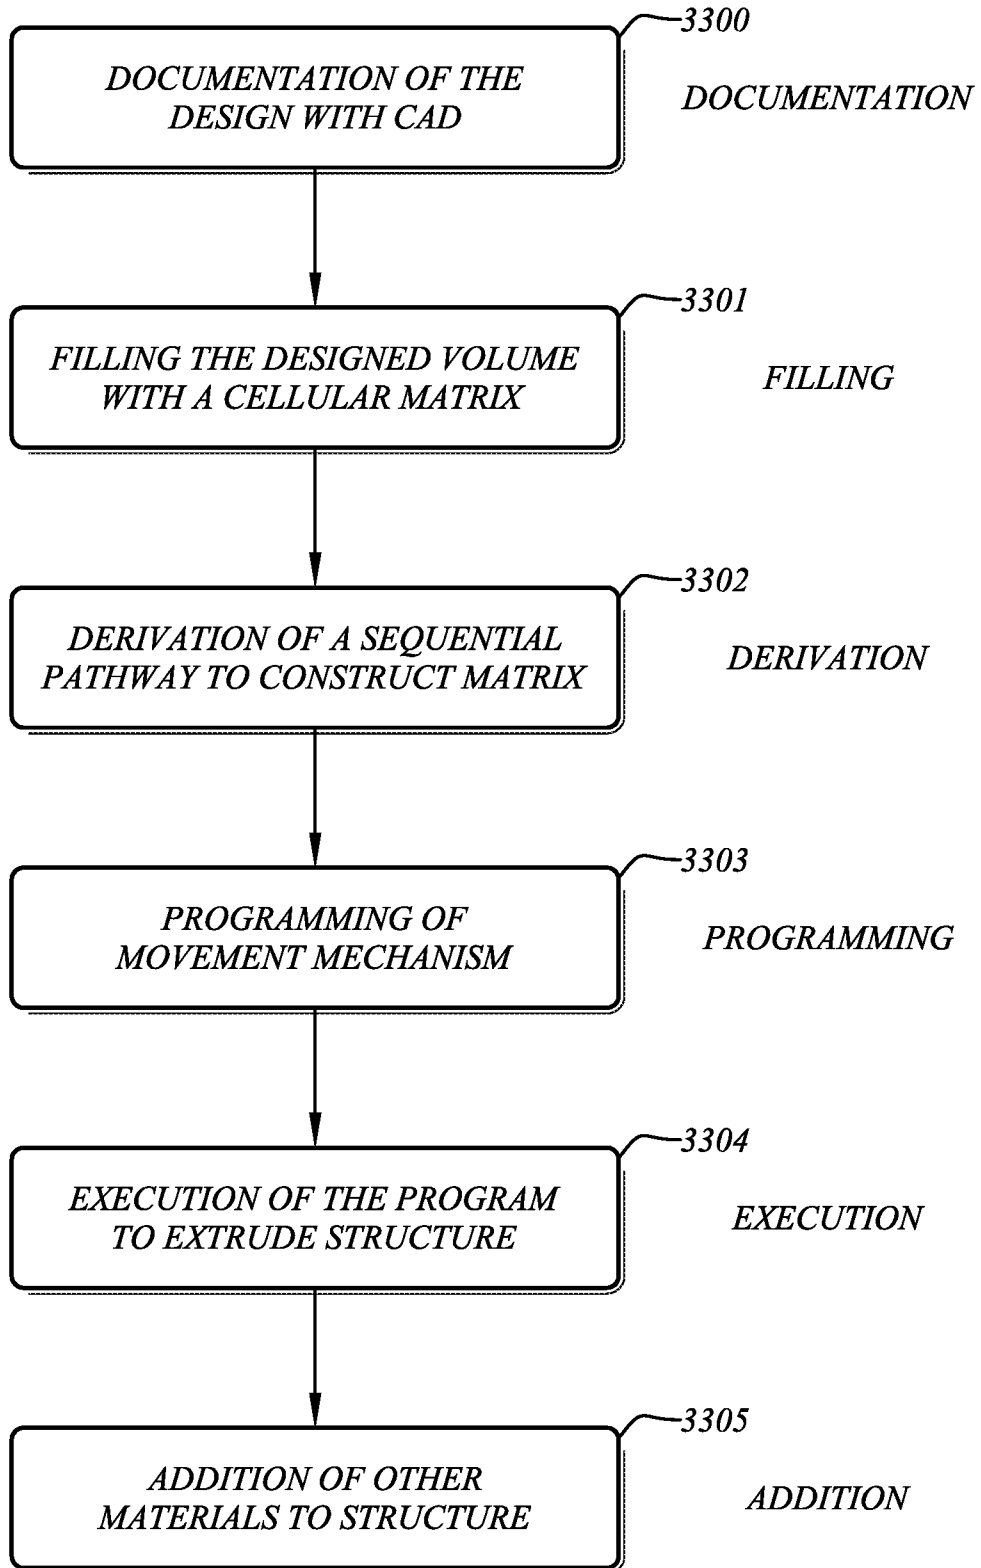 3300
DOCUMENTATION OF THE
DESIGN WITH CAD
DOCUMENTATION
3301
FILLING THE DESIGNED VOLUME
WITH A CELLULAR MATRIX
FILLING
3302
DERIVATION OF A SEQUENTIAL
PATHWAY TO CONSTRUCT MATRIX
DERIVATION
3303
PROGRAMMING OF
MOVEMENT MECHANISM
PROGRAMMING
3304
EXECUTION OF THE PROGRAM
TO EXTRUDE STRUCTURE
EXECUTION
3305
ADDITION OF OTHER
MATERIALS TO STRUCTURE
ADDITION